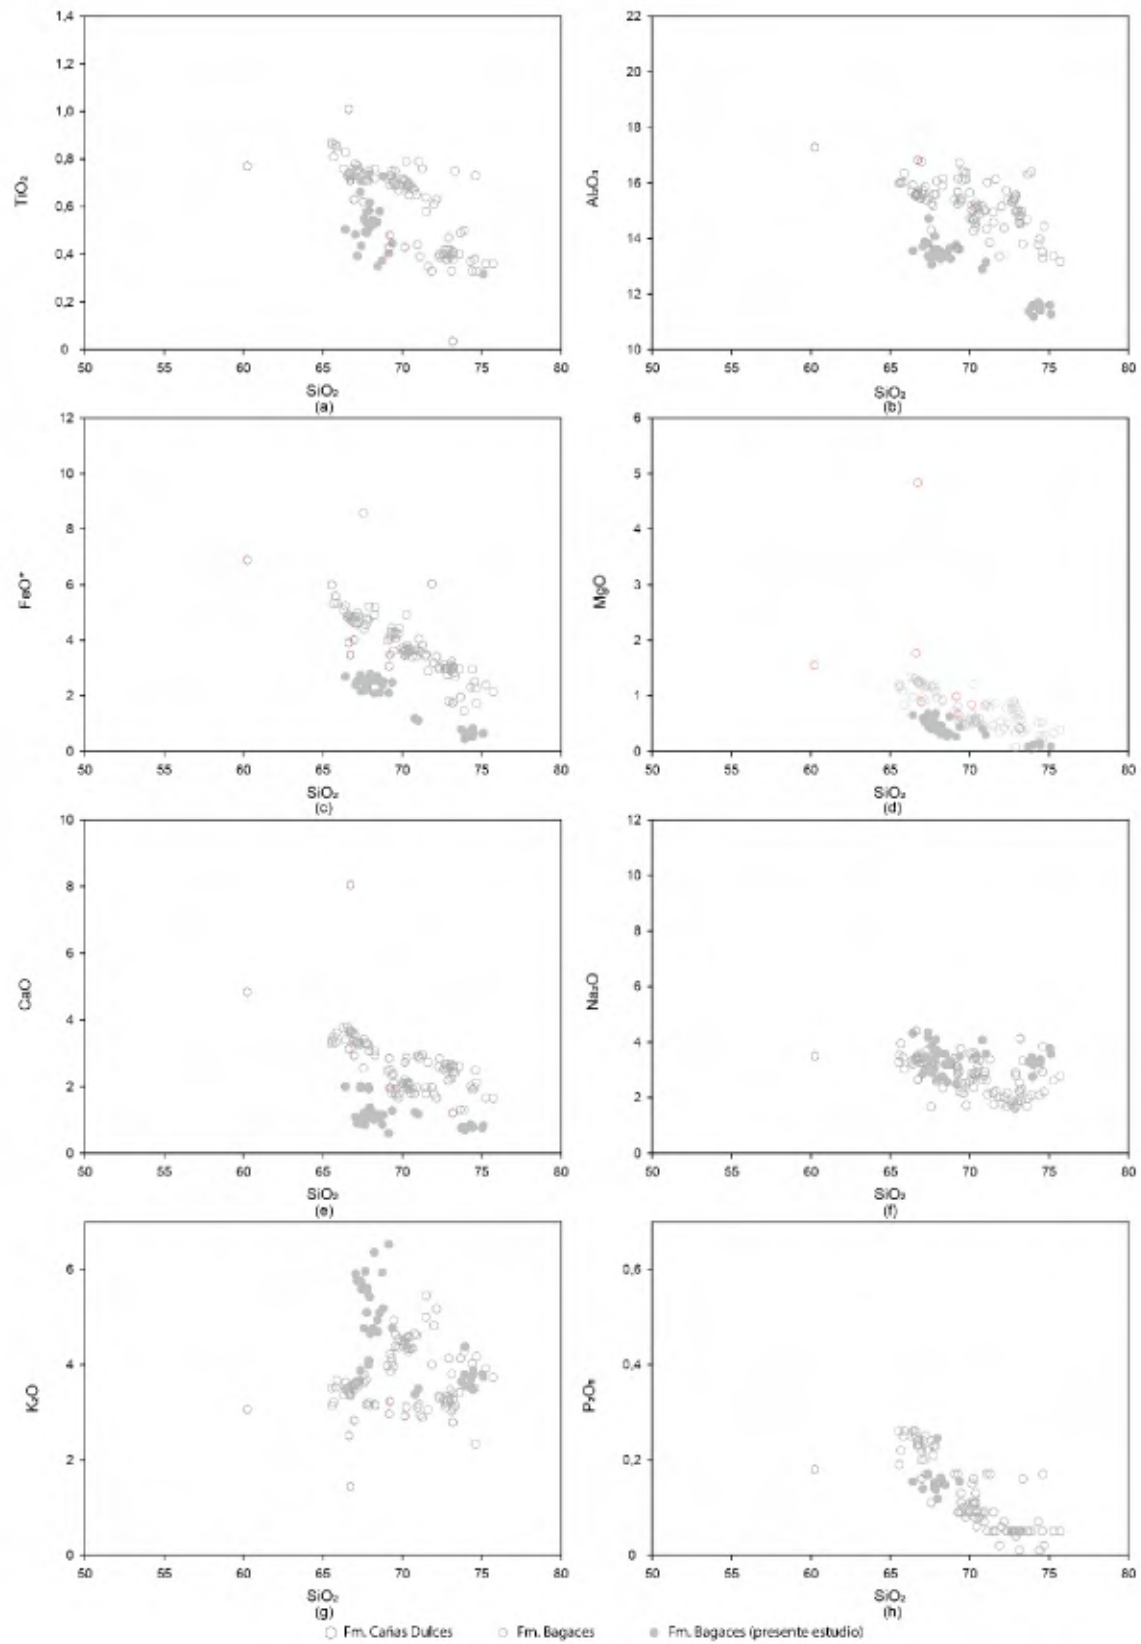 1,4
1,2
1,0
0,8
0,6
0,4
0,2
0
TiO₂
50 55 60 65 70 75 80
SiO₂
(a)
22
20
18
16
14
12
10
Al₂O₃
50 55 60 65 70 75 80
SiO₂
(b)
12
10
8
6
4
2
0
FeO*
50 55 60 65 70 75 80
SiO₂
(c)
6
5
4
3
2
1
0
MgO
50 55 60 65 70 75 80
SiO₂
(d)
10
8
6
4
2
0
CaO
50 55 60 65 70 75 80
SiO₂
(e)
12
10
8
6
4
2
0
Na₂O
50 55 60 65 70 75 80
SiO₂
(f)
6
4
2
0
K₂O
50 55 60 65 70 75 80
SiO₂
(g)
0,6
0,4
0,2
0
P₂O₅
50 55 60 65 70 75 80
SiO₂
(h)
Fm. Cañas Dulces Fm. Bagaces Fm. Bagaces (presente estudio)